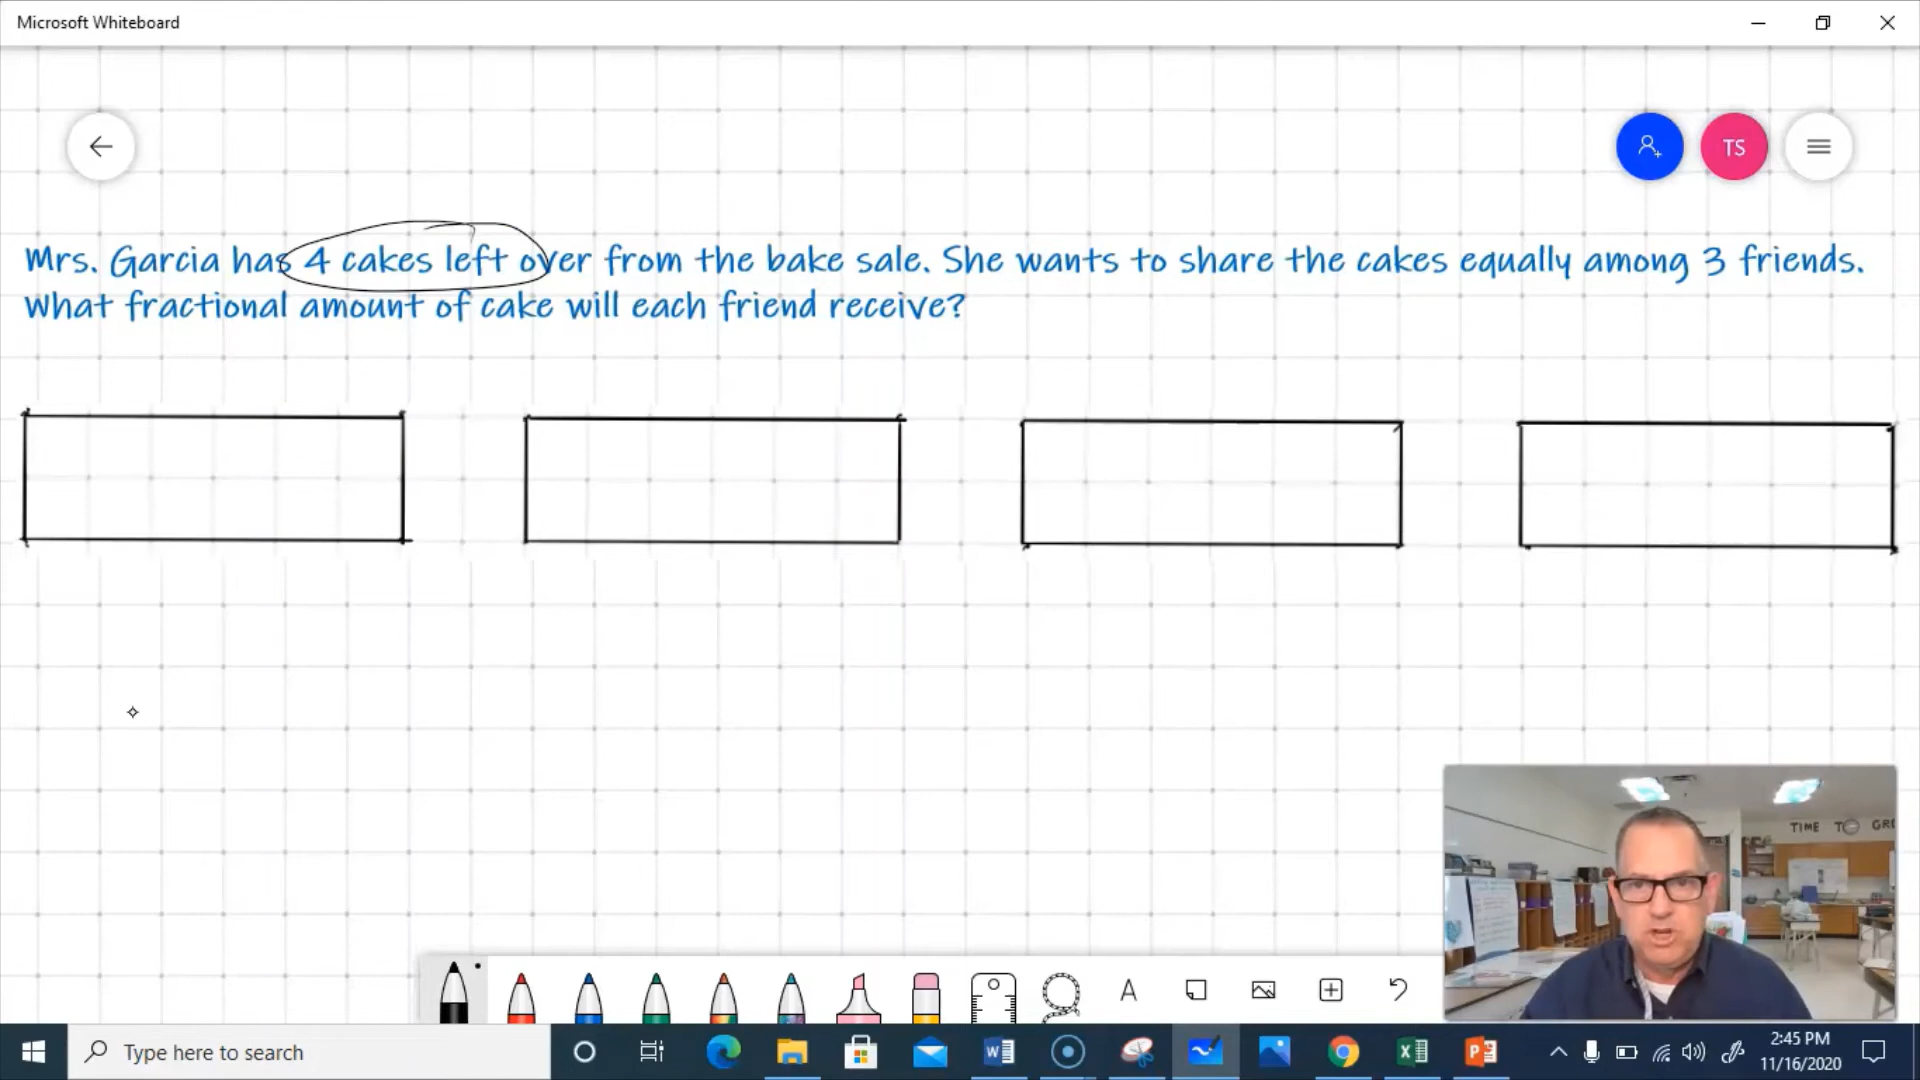 Microsoft Whiteboard
TS
Mrs. Garcia has 4 cakes left over from the bake sale. She wants to share the cakes equally among 3 friends.
What fractional amount of cake will each friend receive?
TIME TO GRO
A
Type here to search
2:45 PM
11/16/2020